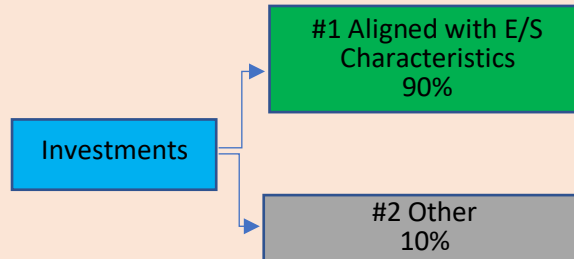 #1 Aligned with E/S
Characteristics
90%
Investments
#2 Other
10%